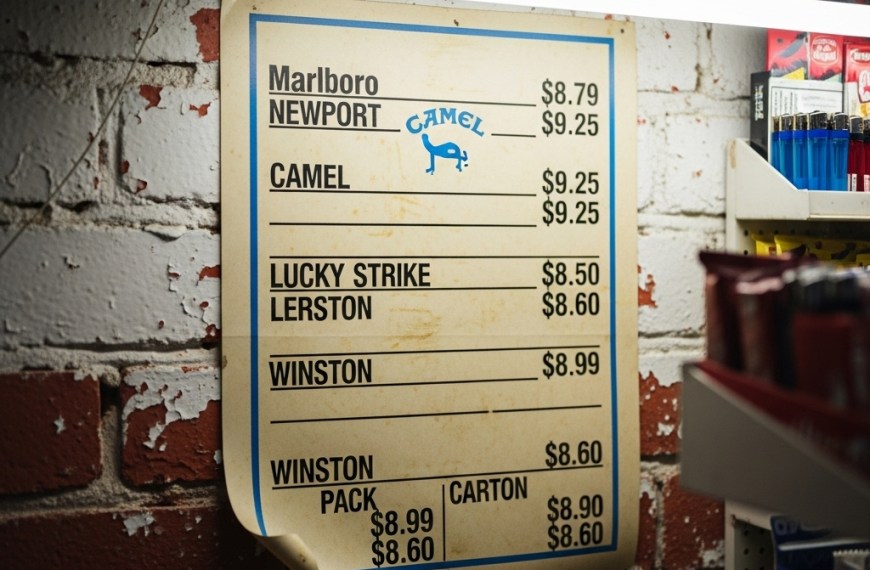 Marlboro $8.79
NEWPORT $9.25
CAMEL
CAMEL $9.25
$9.25
LUCKY STRIKE $8.50
LERSTON $8.60
WINSTON $8.99
$8.60
WINSTON
PACK CARTON
$8.99 $8.90
$8.60 $8.60